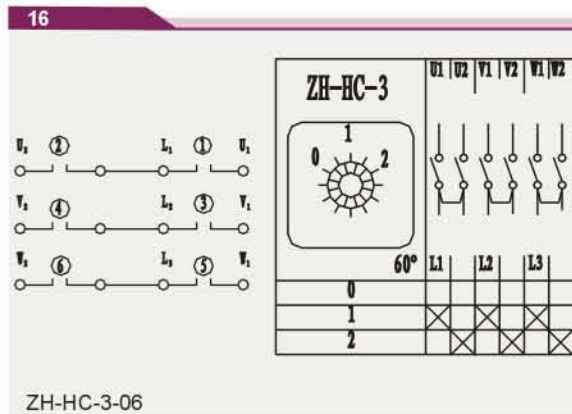 16
ZH-HC-3
U1 U2 V1 V2 W1 W2
1
0 2
60°
L1 L2 L3
0
1
2
U₂ ② L₁ ① U₁
V₂ ④ L₂ ③ V₁
W₂ ⑥ L₃ ⑤ W₁
ZH-HC-3-06